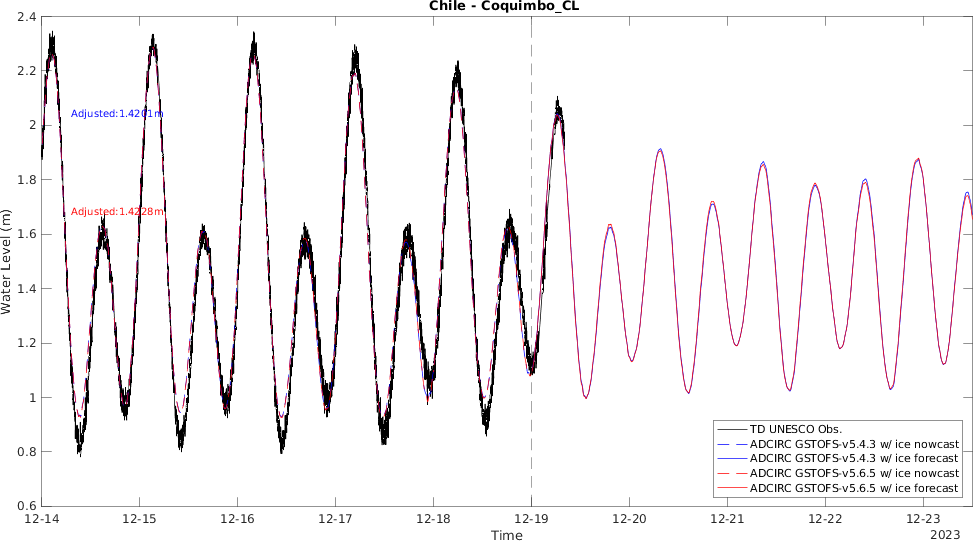 Chile - Coquimbo_CL
2.4
2.2
2
1.8
1.6
1.4
1.2
1
0.8
0.6
Water Level (m)
Adjusted:1.4201m
Adjusted:1.4228m
TD UNESCO Obs.
ADCIRC GSTOFS-v5.4.3 w/ ice nowcast
ADCIRC GSTOFS-v5.4.3 w/ ice forecast
ADCIRC GSTOFS-v5.6.5 w/ ice nowcast
ADCIRC GSTOFS-v5.6.5 w/ ice forecast
12-14 12-15 12-16 12-17 12-18 12-19 12-20 12-21 12-22 12-23
Time
2023